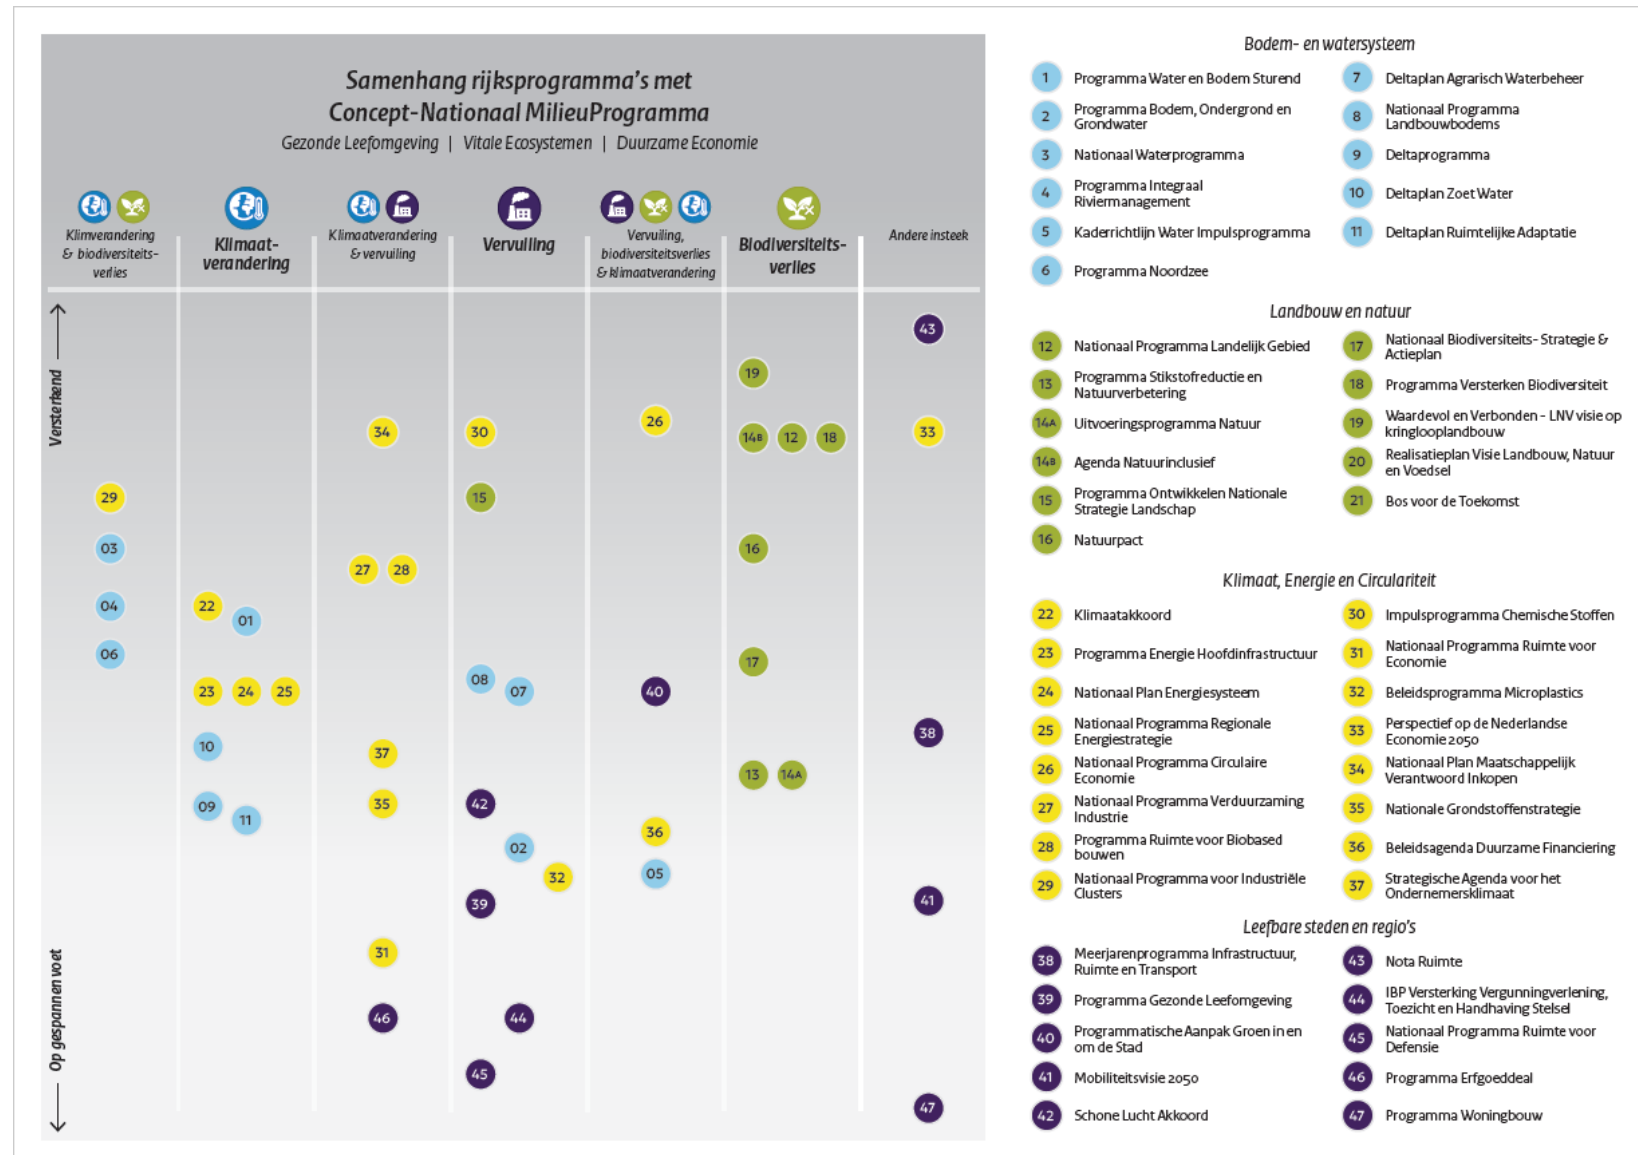 Samenhang rijksprogramma's met
Concept-Nationaal MilieuProgramma
Gezonde Leefomgeving | Vitale Ecosystemen | Duurzame Economie
Klimverandering
& biodiversiteits-
verlies
Klimaat-
verandering
Klimaatverandering
& vervuiling
Vervuiling
Vervuiling,
biodiversiteitsverlies
& klimaatverandering
Biodiversiteits-
verlies
Andere insteek
Versterkend
Op gespannen voet
43
19
34
30
26
14B
12
18
33
29
15
03
16
27
28
04
22
01
06
17
08
07
23
24
25
40
38
10
37
13
14A
09
35
42
11
36
02
05
32
39
41
31
46
44
45
47
Bodem- en watersysteem
1 Programma Water en Bodem Sturend
2 Programma Bodem, Ondergrond en
Grondwater
3 Nationaal Waterprogramma
4 Programma Integraal
Riviermanagement
5 Kaderrichtlijn Water Impulsprogramma
6 Programma Noordzee
7 Deltaplan Agrarisch Waterbeheer
8 Nationaal Programma
Landbouwbodems
9 Deltaprogramma
10 Deltaplan Zoet Water
11 Deltaplan Ruimtelijke Adaptatie
Landbouw en natuur
12 Nationaal Programma Landelijk Gebied
13 Programma Stikstofreductie en
Natuurverbetering
14A Uitvoeringsprogramma Natuur
14B Agenda Natuurinclusief
15 Programma Ontwikkelen Nationale
Strategie Landschap
16 Natuurpact
17 Nationaal Biodiversiteits- Strategie &
Actieplan
18 Programma Versterken Biodiversiteit
19 Waardevol en Verbonden - LNV visie op
kringlooplandbouw
20 Realisatieplan Visie Landbouw, Natuur
en Voedsel
21 Bos voor de Toekomst
Klimaat, Energie en Circulariteit
22 Klimaatakkoord
23 Programma Energie Hoofdinfrastructuur
24 Nationaal Plan Energiesysteem
25 Nationaal Programma Regionale
Energiestrategie
26 Nationaal Programma Circulaire
Economie
27 Nationaal Programma Verduurzaming
Industrie
28 Programma Ruimte voor Biobased
bouwen
29 Nationaal Programma voor Industriële
Clusters
30 Impulsprogramma Chemische Stoffen
31 Nationaal Programma Ruimte voor
Economie
32 Beleidsprogramma Microplastics
33 Perspectief op de Nederlandse
Economie 2050
34 Nationaal Plan Maatschappelijk
Verantwoord Inkopen
35 Nationale Grondstoffenstrategie
36 Beleidsagenda Duurzame Financiering
37 Strategische Agenda voor het
Ondernemersklimaat
Leefbare steden en regio's
38 Meerjarenprogramma Infrastructuur,
Ruimte en Transport
39 Programma Gezonde Leefomgeving
40 Programmatische Aanpak Groen in en
om de Stad
41 Mobiliteitsvisie 2050
42 Schone Lucht Akkoord
43 Nota Ruimte
44 IBP Versterking Vergunningverlening,
Toezicht en Handhaving Stelsel
45 Nationaal Programma Ruimte voor
Defensie
46 Programma Erfgoeddeal
47 Programma Woningbouw